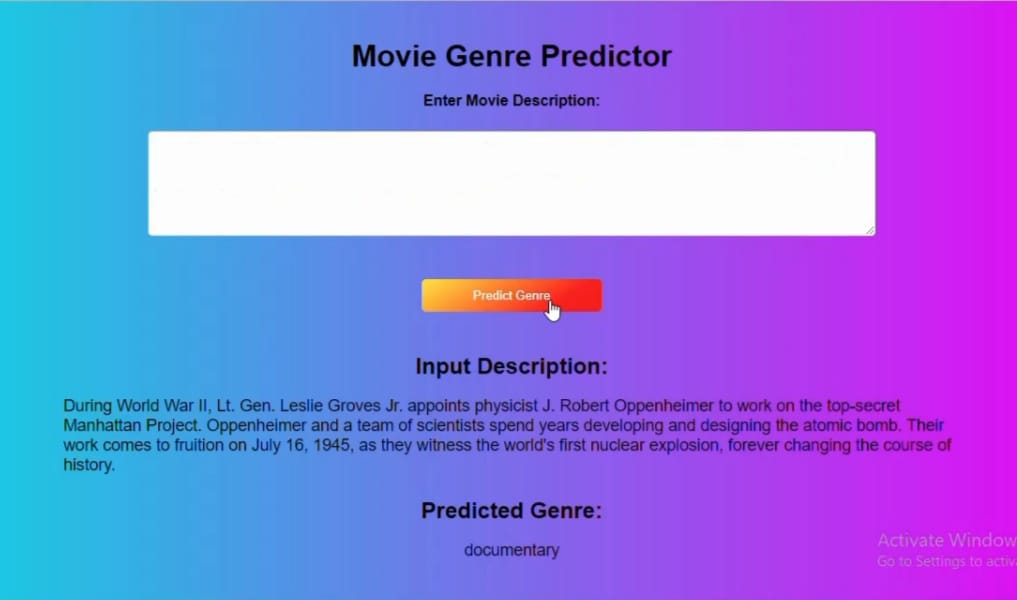 Movie Genre Predictor
Enter Movie Description:
Predict Genre
Input Description:
During World War II, Lt. Gen. Leslie Groves Jr. appoints physicist J. Robert Oppenheimer to work on the top-secret
Manhattan Project. Oppenheimer and a team of scientists spend years developing and designing the atomic bomb. Their
work comes to fruition on July 16, 1945, as they witness the world's first nuclear explosion, forever changing the course of
history.
Predicted Genre:
documentary
Activate Window
Go to Settings to activa